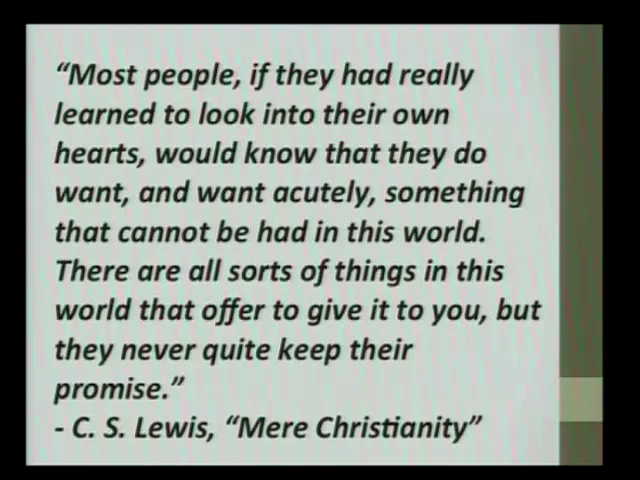 “Most people, if they had really
learned to look into their own
hearts, would know that they do
want, and want acutely, something
that cannot be had in this world.
There are all sorts of things in this
world that offer to give it to you, but
they never quite keep their
promise.”
- C. S. Lewis, “Mere Christianity”